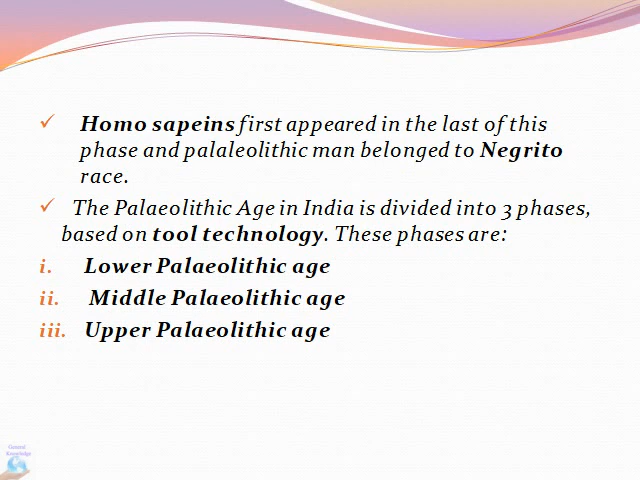 ✓ Homo sapeins first appeared in the last of this
phase and palaleolithic man belonged to Negrito
race.
✓ The Palaeolithic Age in India is divided into 3 phases,
based on tool technology. These phases are:
i. Lower Palaeolithic age
ii. Middle Palaeolithic age
iii. Upper Palaeolithic age
General
Knowledge